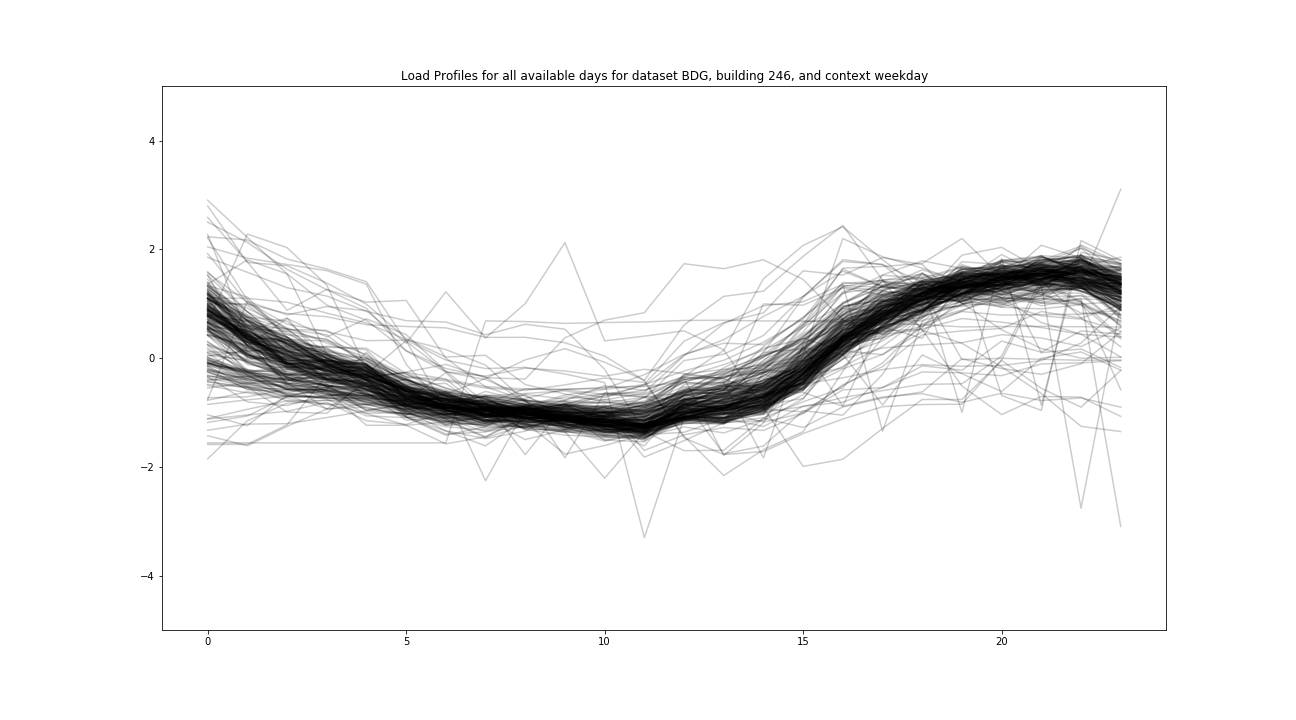 Load Profiles for all available days for dataset BDG, building 246, and context weekday
4
2
0
−2
−4
0 5 10 15 20